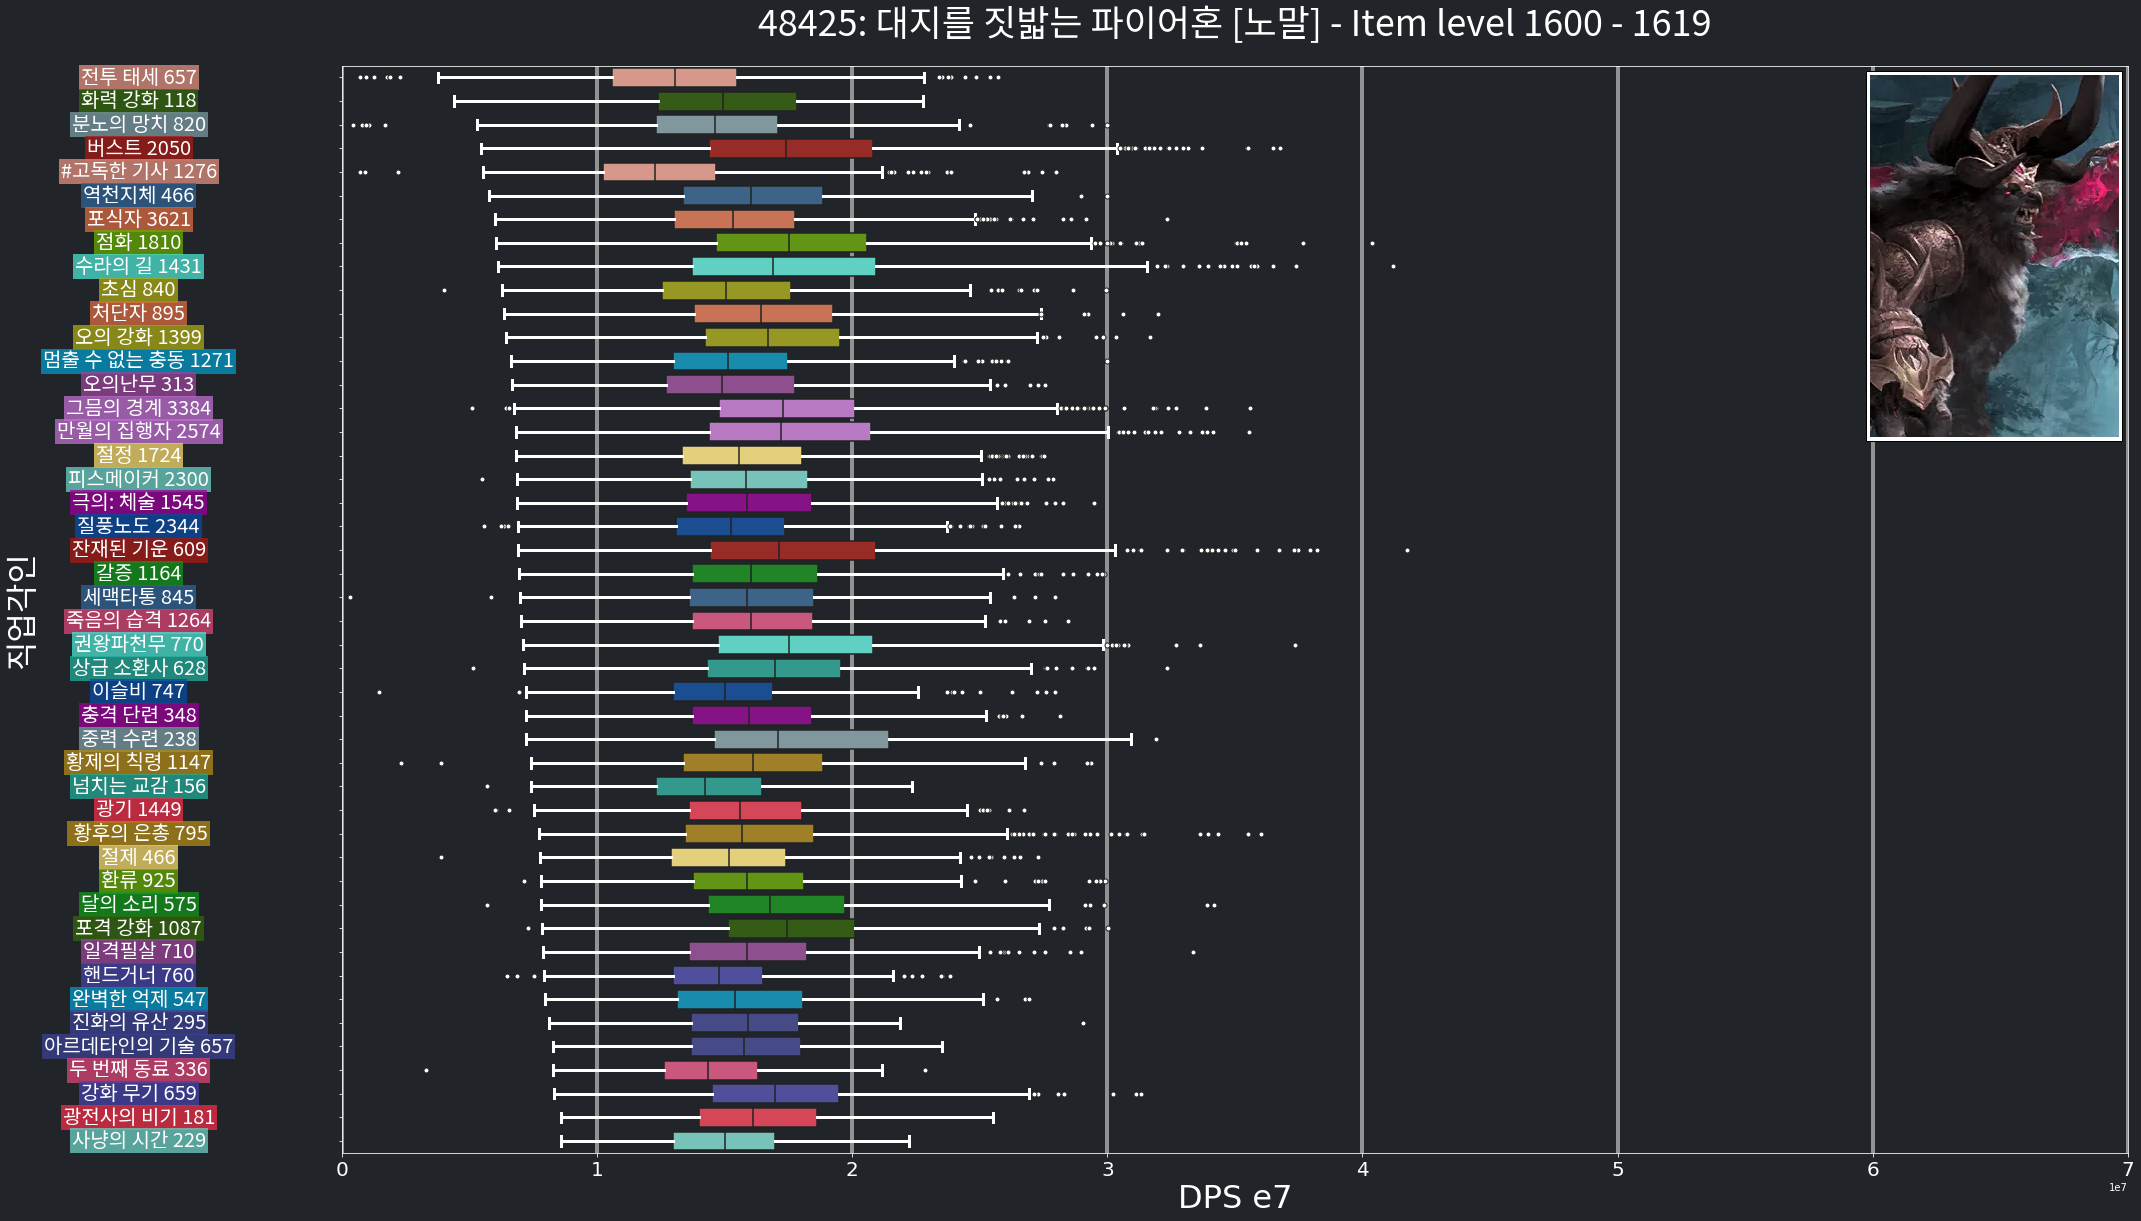 48425: 대지를 짓밟는 파이어혼 [노말] - Item level 1600 - 1619
전투 태세 657
화력 강화 118
분노의 망치 820
버스트 2050
#고독한 기사 1276
역천지체 466
포식자 3621
점화 1810
수라의 길 1431
초심 840
처단자 895
오의 강화 1399
멈출 수 없는 충동 1271
오의난무 313
그믐의 경계 3384
만월의 집행자 2574
절정 1724
피스메이커 2300
극의: 체술 1545
질풍노도 2344
잔재된 기운 609
갈증 1164
세맥타통 845
죽음의 습격 1264
권왕파천무 770
상급 소환사 628
이슬비 747
충격 단련 348
중력 수련 238
황제의 칙령 1147
넘치는 교감 156
광기 1449
황후의 은총 795
절제 466
환류 925
달의 소리 575
포격 강화 1087
일격필살 710
핸드거너 760
완벽한 억제 547
진화의 유산 295
아르데타인의 기술 657
두 번째 동료 336
강화 무기 659
광전사의 비기 181
사냥의 시간 229
직업각인
0 1 2 3 4 5 6 7
1e7
DPS e7